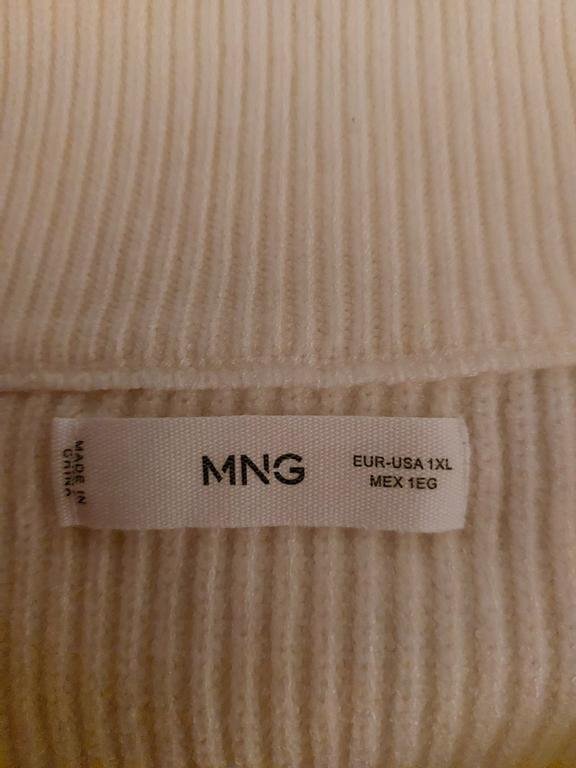 MADE IN
CHINA
MNG
EUR-USA 1XL
MEX 1EG